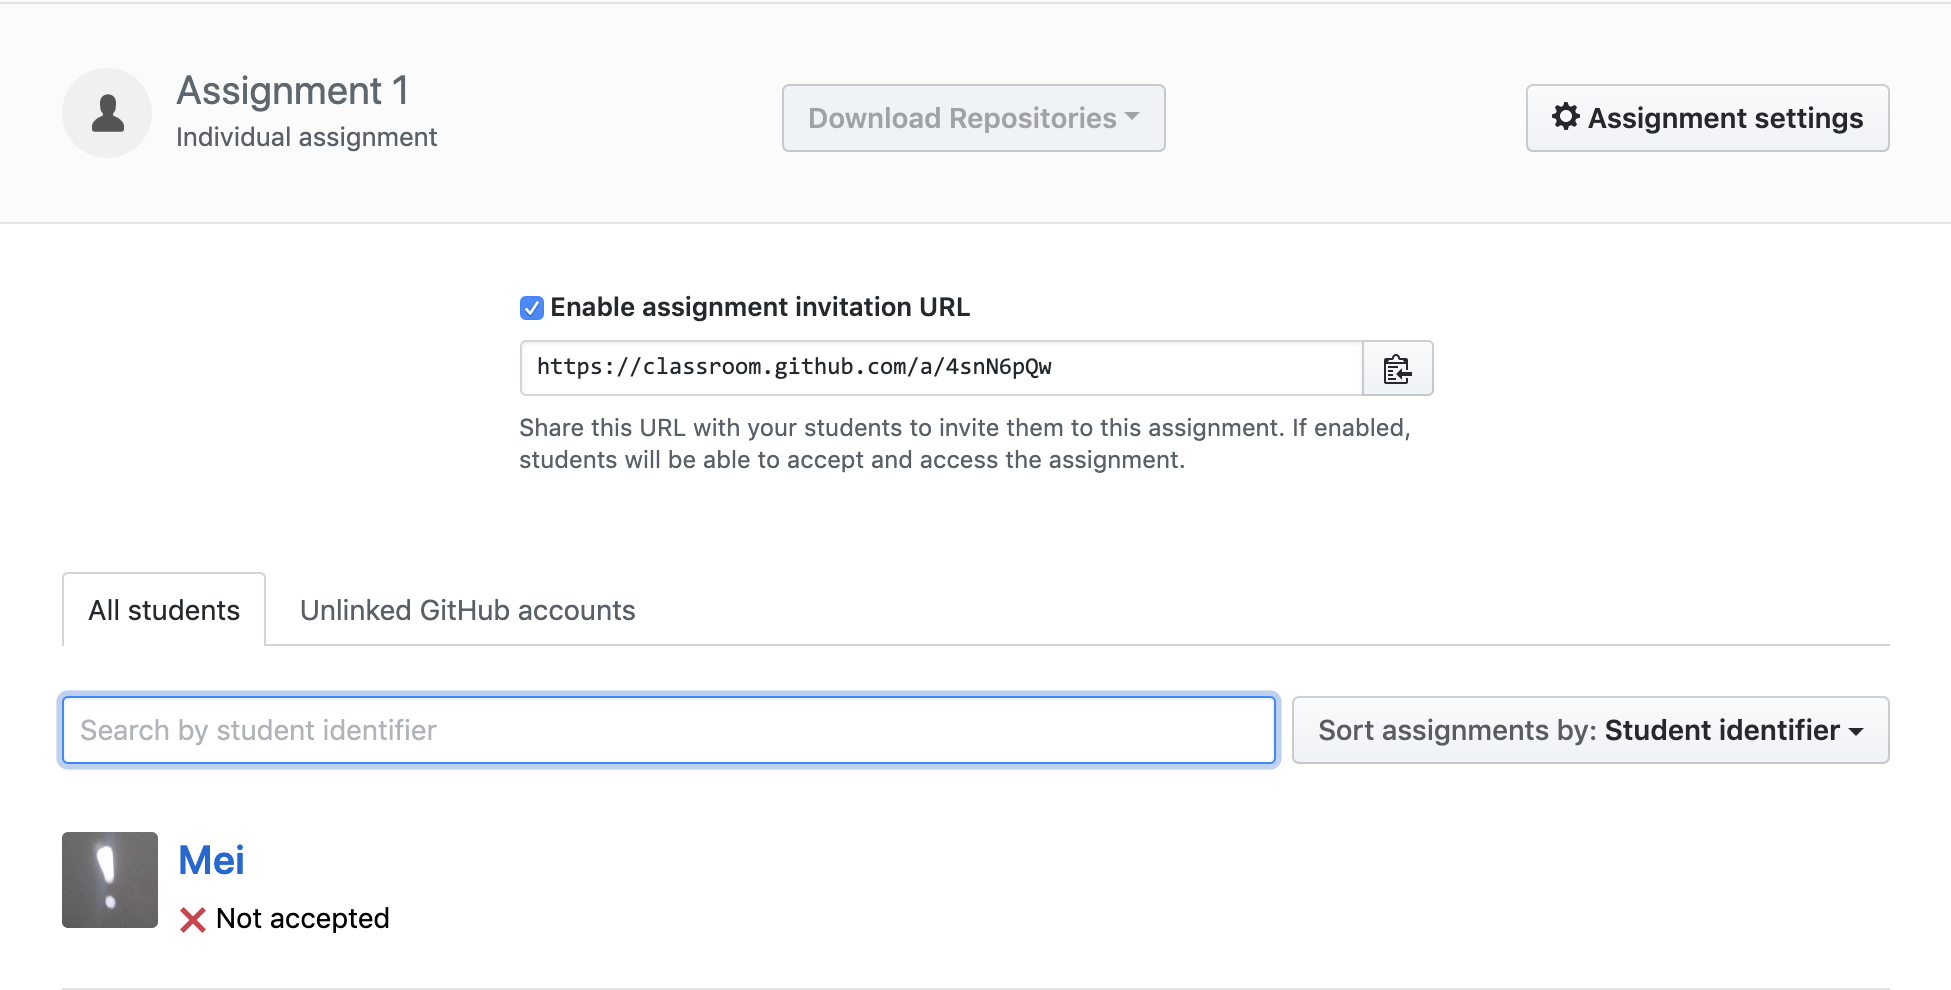 Assignment 1
Individual assignment
Download Repositories
Assignment settings
Enable assignment invitation URL
https://classroom.github.com/a/4snN6pQw
Share this URL with your students to invite them to this assignment. If enabled,
students will be able to accept and access the assignment.
All students
Unlinked GitHub accounts
Search by student identifier
Sort assignments by: Student identifier
Mei
Not accepted